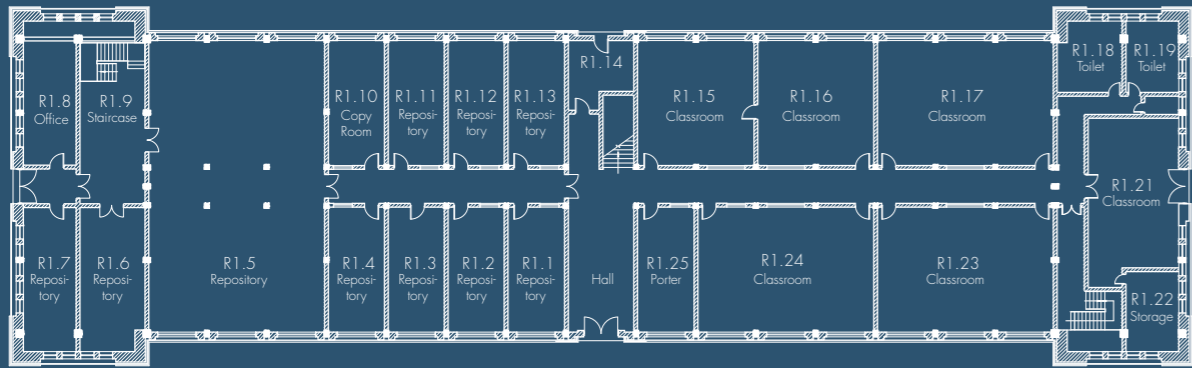 R1.14
R1.18
Toilet
R1.19
Toilet
R1.8
Office
R1.9
Staircase
R1.10
Copy
Room
R1.11
Reposi-
tory
R1.12
Reposi-
tory
R1.13
Reposi-
tory
R1.15
Classroom
R1.16
Classroom
R1.17
Classroom
R1.21
Classroom
R1.7
Reposi-
tory
R1.6
Reposi-
tory
R1.5
Repository
R1.4
Reposi-
tory
R1.3
Reposi-
tory
R1.2
Reposi-
tory
R1.1
Reposi-
tory
Hall
R1.25
Porter
R1.24
Classroom
R1.23
Classroom
R1.22
Storage